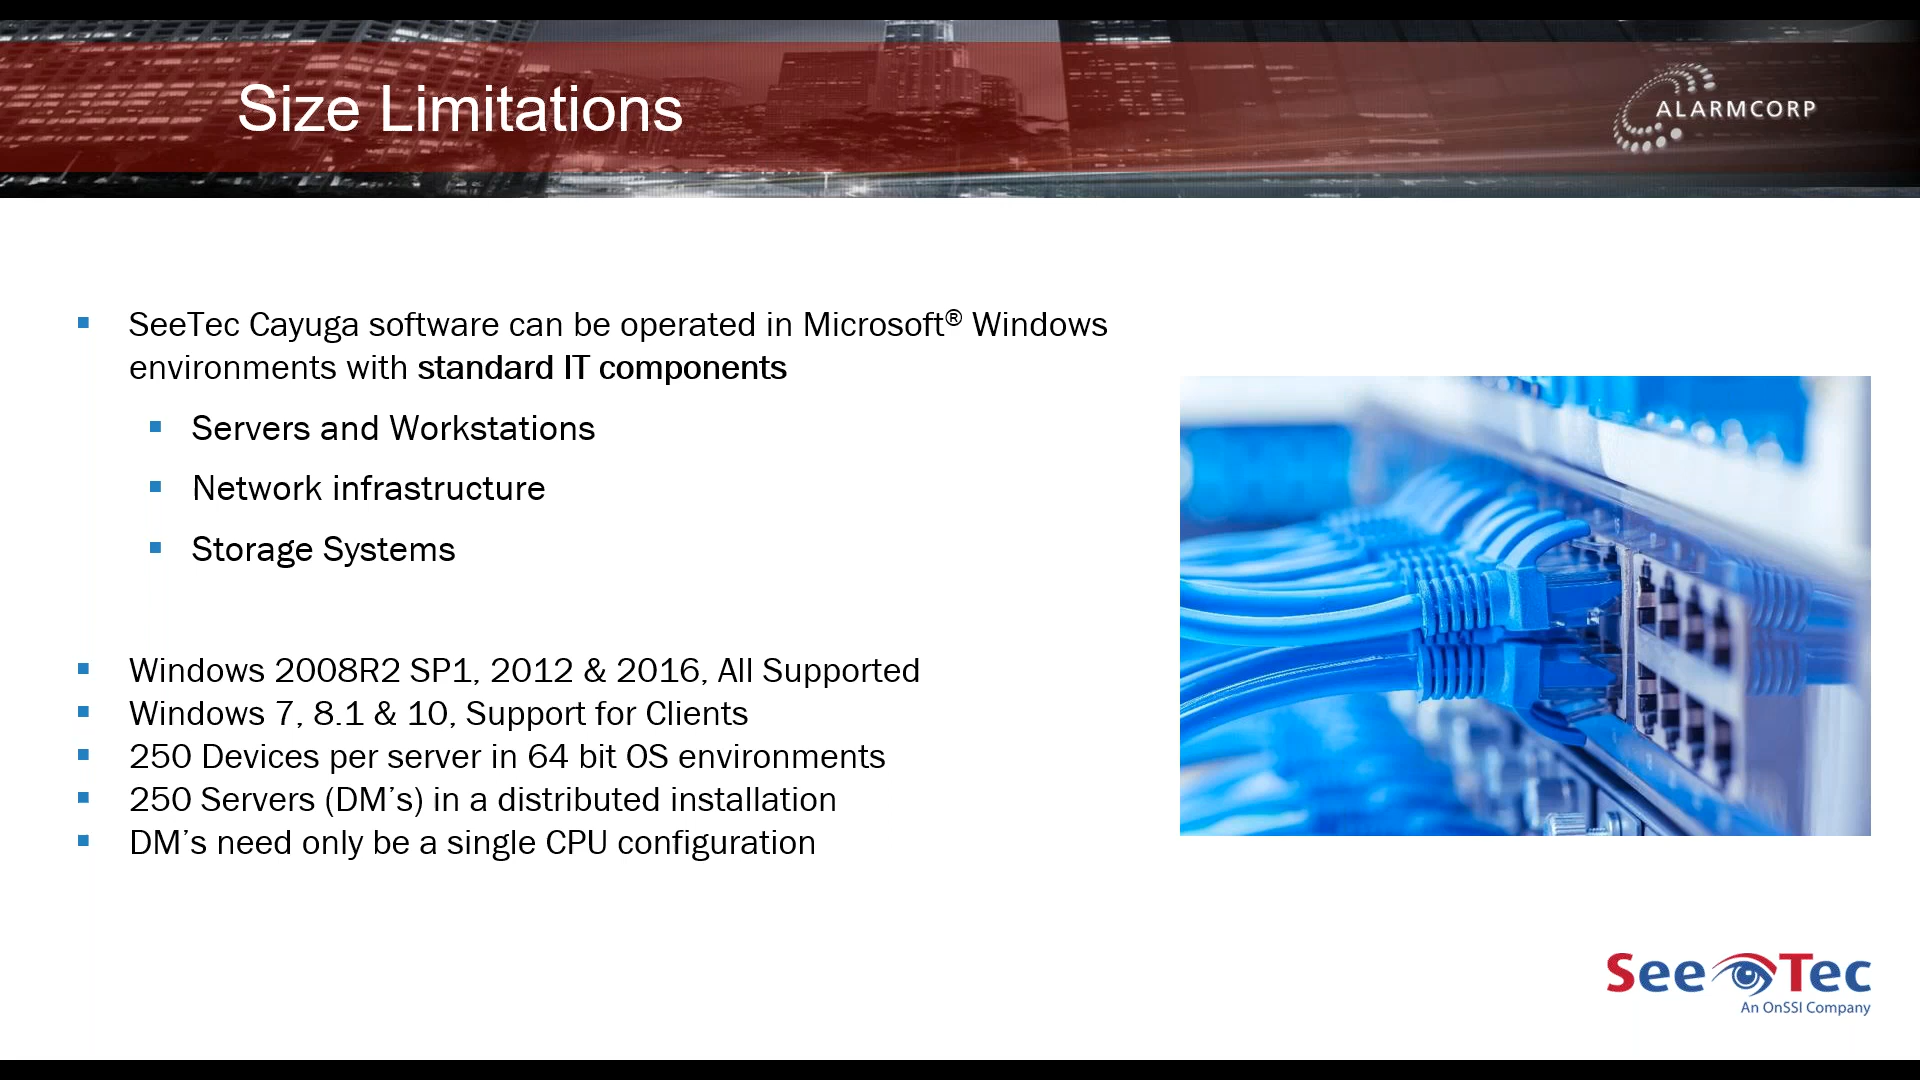 Size Limitations
ALARMCORP
SeeTec Cayuga software can be operated in Microsoft® Windows
environments with standard IT components
Servers and Workstations
Network infrastructure
Storage Systems
Windows 2008R2 SP1, 2012 & 2016, All Supported
Windows 7, 8.1 & 10, Support for Clients
250 Devices per server in 64 bit OS environments
250 Servers (DM’s) in a distributed installation
DM’s need only be a single CPU configuration
SeeTec
An OnSSI Company